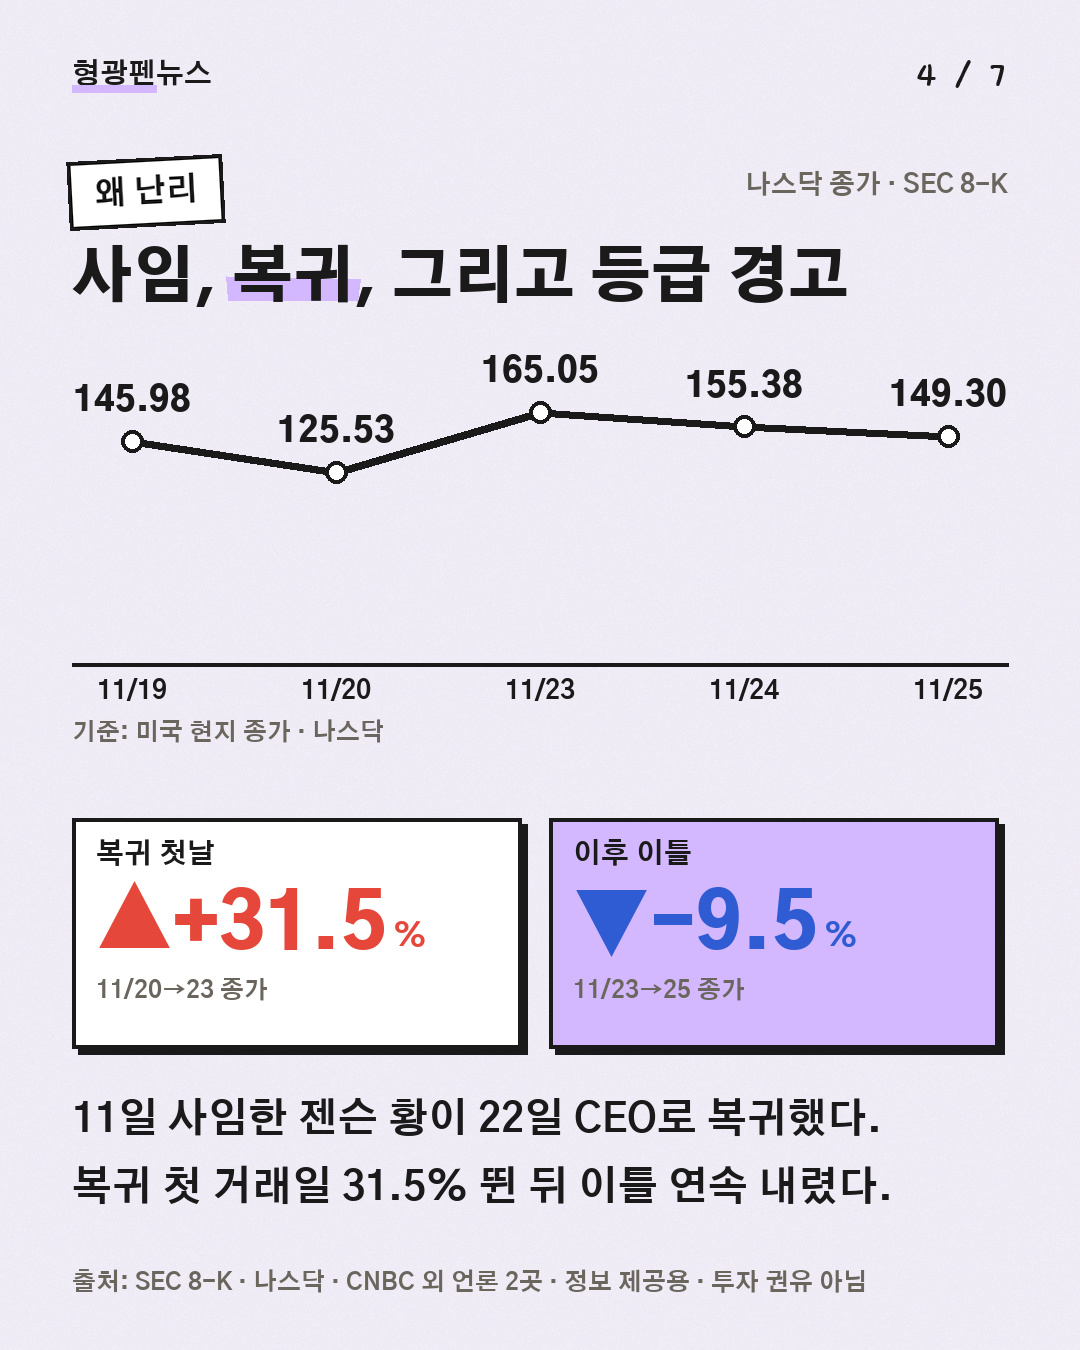 형광펜뉴스
4 / 7
왜 난리
나스닥 종가 · SEC 8-K
사임, 복귀, 그리고 등급 경고
145.98
125.53
165.05
155.38
149.30
11/19
11/20
11/23
11/24
11/25
기준: 미국 현지 종가 · 나스닥
복귀 첫날
▲+31.5%
11/20→23 종가
이후 이틀
▼−9.5%
11/23→25 종가
11일 사임한 젠슨 황이 22일 CEO로 복귀했다.
복귀 첫 거래일 31.5% 뛴 뒤 이틀 연속 내렸다.
출처: SEC 8-K · 나스닥 · CNBC 외 언론 2곳 · 정보 제공용 · 투자 권유 아님